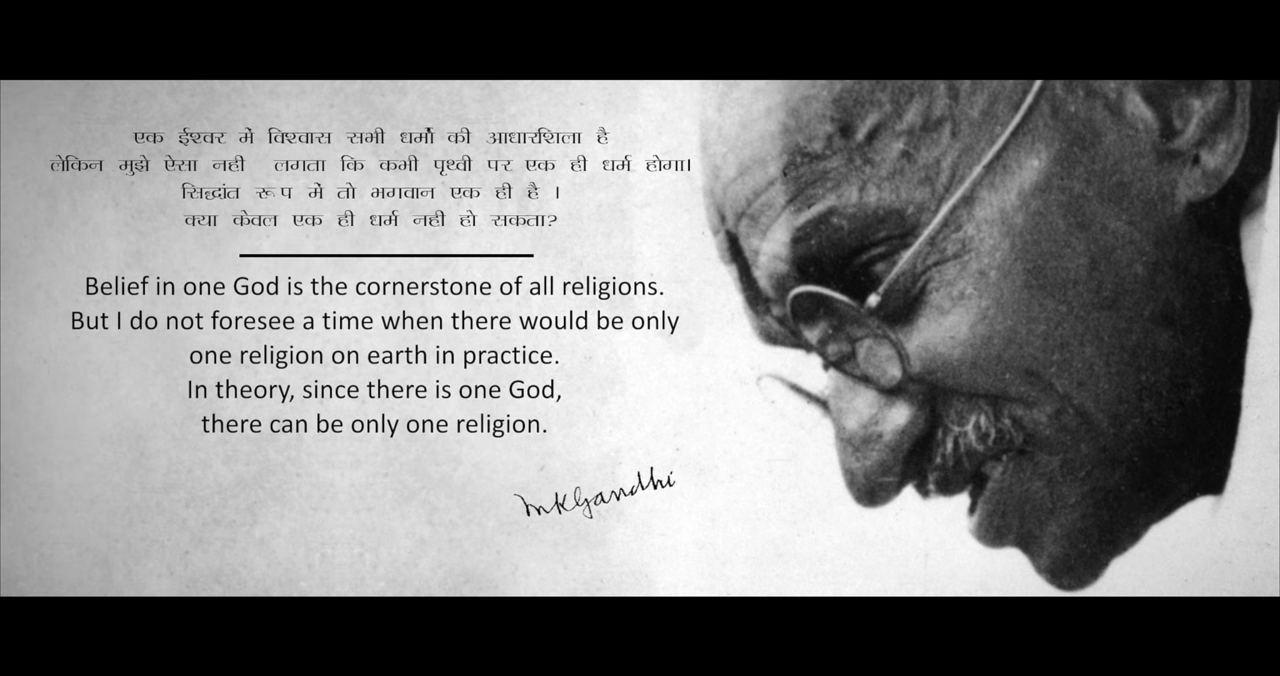 एक ईश्वर में विश्वास सभी धर्मों की आधारशिला है
लेकिन मुझे ऐसा नही लगता कि कभी पृथ्वी पर एक ही धर्म होगा।
सिद्धांत रूप में तो भगवान एक ही है ।
क्या केवल एक ही धर्म नही हो सकता?
Belief in one God is the cornerstone of all religions.
But I do not foresee a time when there would be only
one religion on earth in practice.
In theory, since there is one God,
there can be only one religion.
MKGandhi